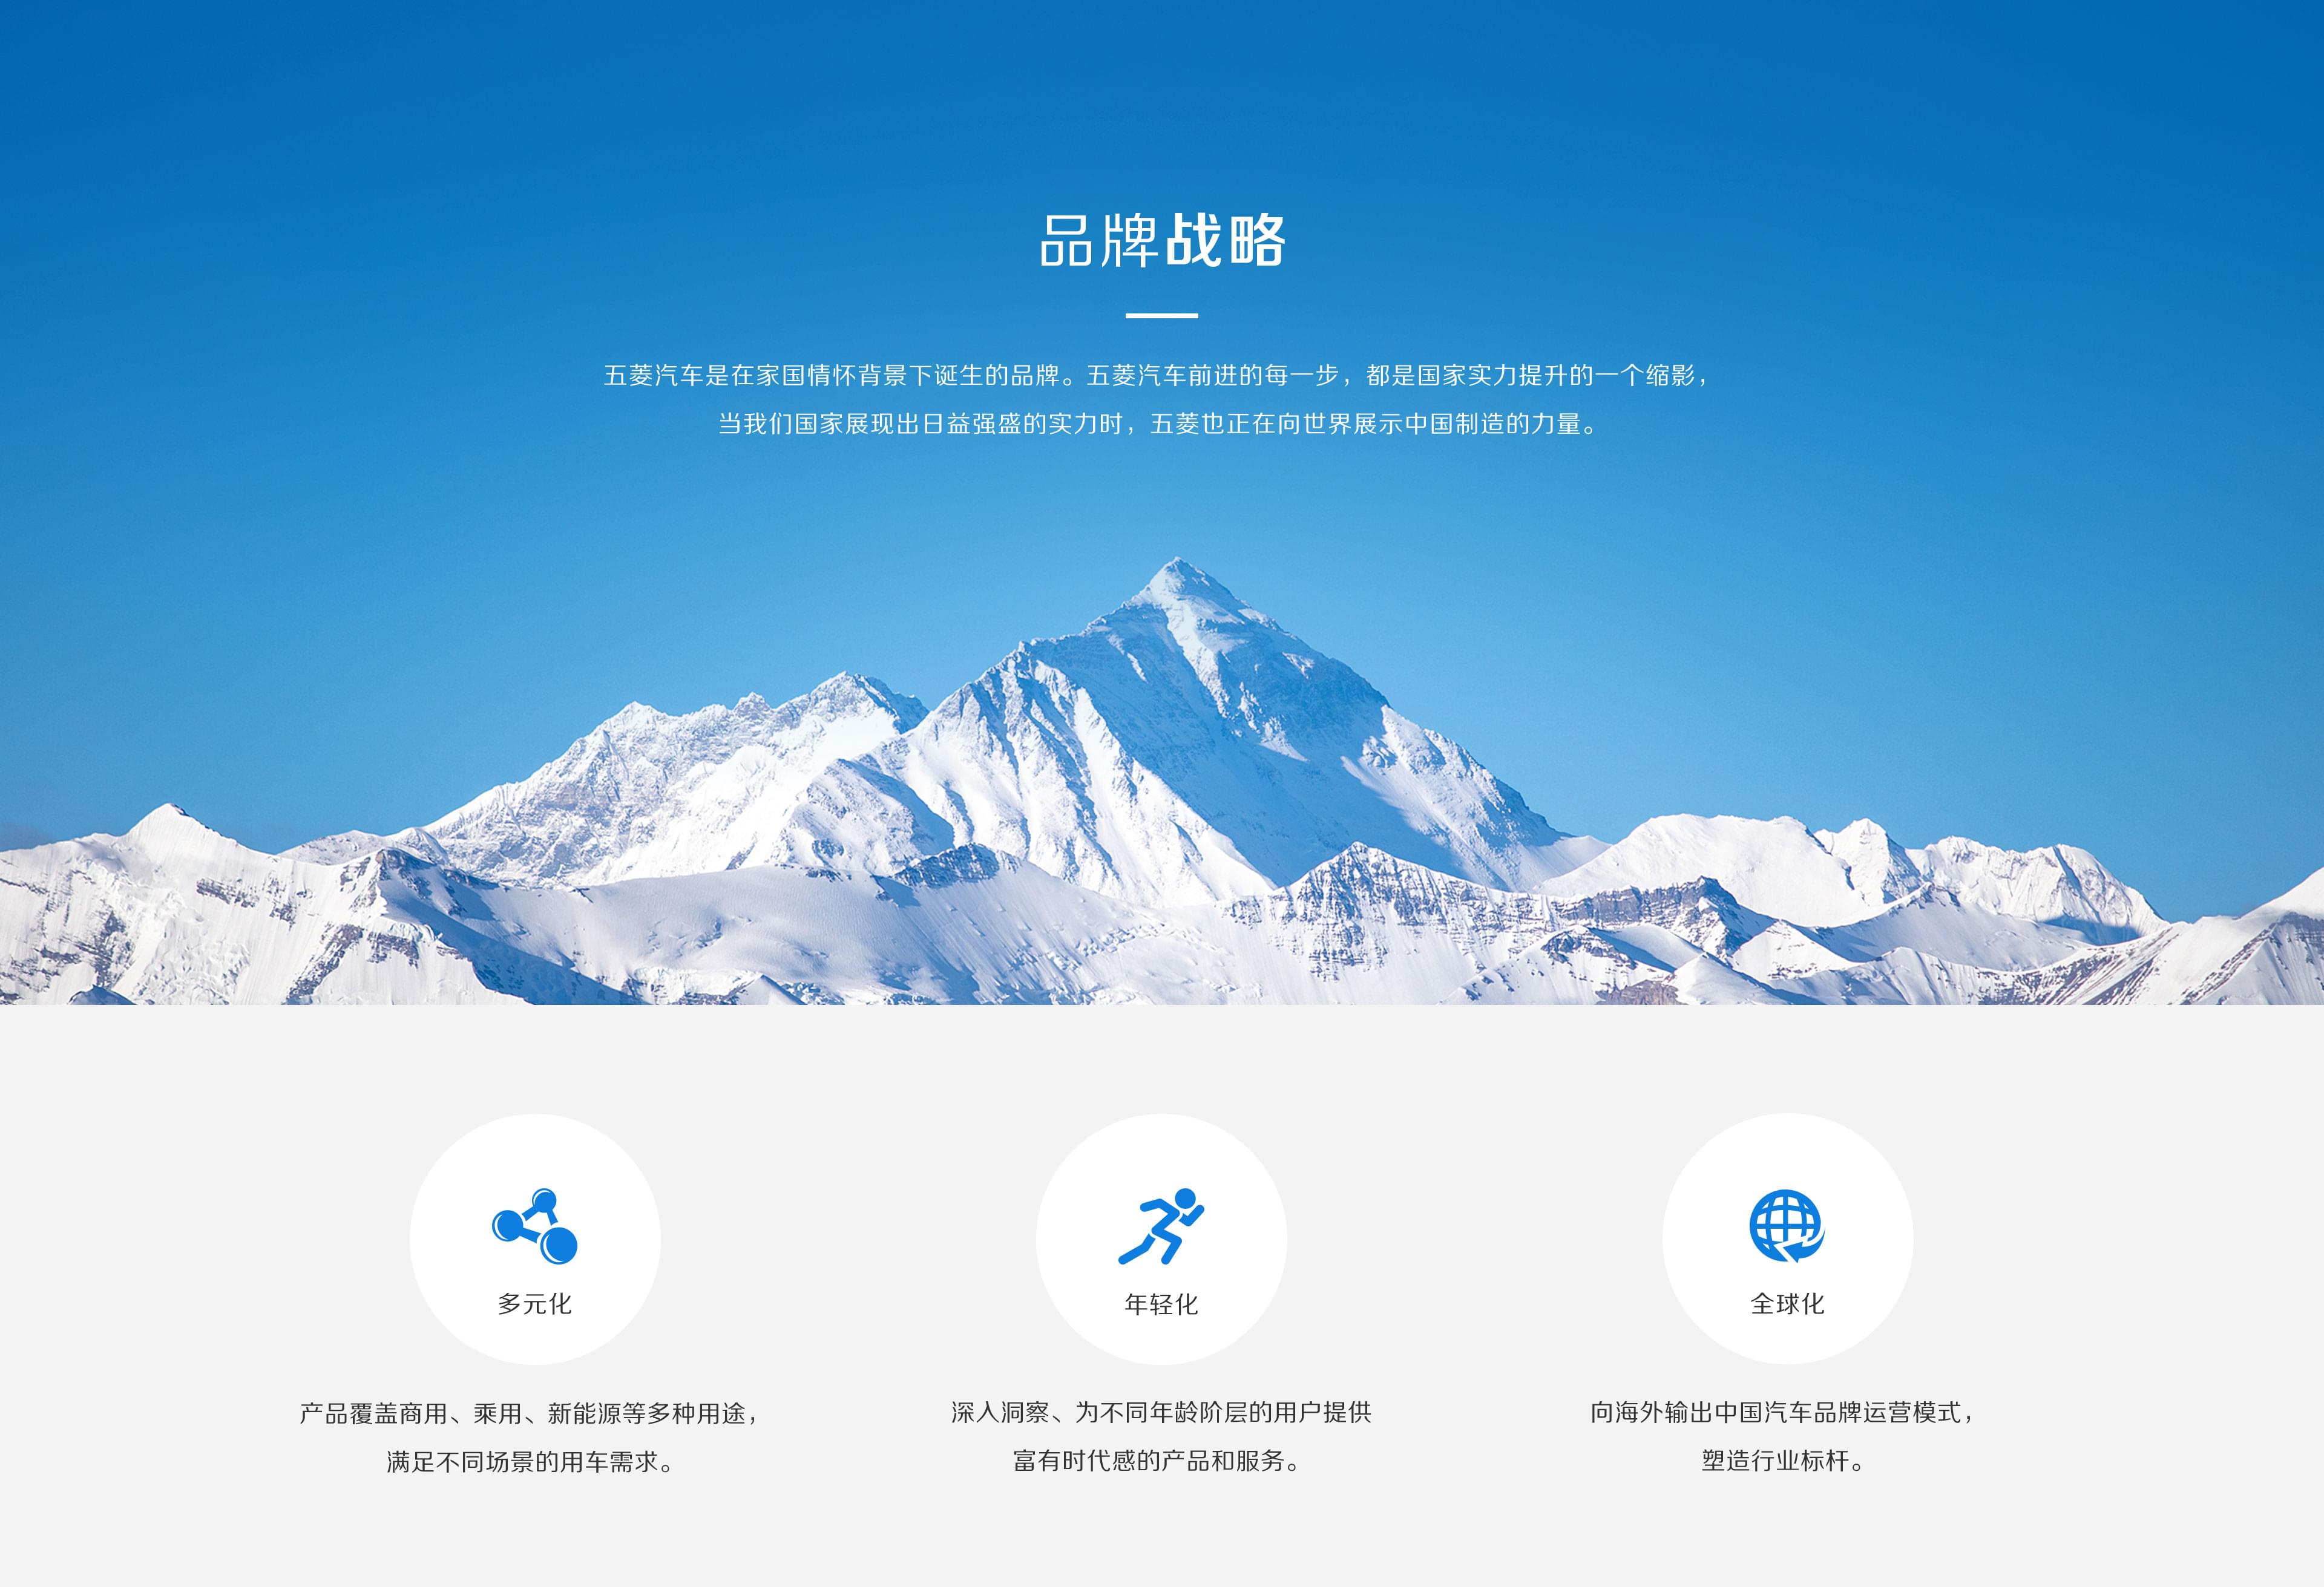 品牌战略
五菱汽车是在家国情怀背景下诞生的品牌。五菱汽车前进的每一步，都是国家实力提升的一个缩影，
当我们国家展现出日益强盛的实力时，五菱也正在向世界展示中国制造的力量。
多元化
产品覆盖商用、乘用、新能源等多种用途，
满足不同场景的用车需求。
年轻化
深入洞察、为不同年龄阶层的用户提供
富有时代感的产品和服务。
全球化
向海外输出中国汽车品牌运营模式，
塑造行业标杆。